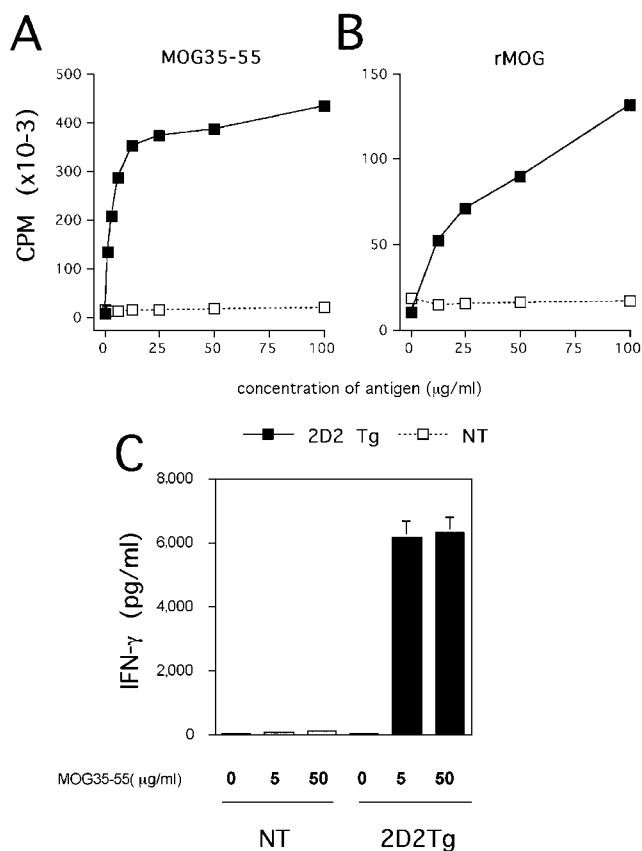 A
B
MOG35-55
rMOG
500
400
300
200
100
0
CPM (x10-3)
0 25 50 75 100
150
100
50
0
0 25 50 75 100
concentration of antigen (μg/ml)
2D2 Tg NT
C
8,000
6,000
4,000
2,000
0
IFN-γ (pg/ml)
MOG35-55( μg/ml) 0 5 50 0 5 50
NT 2D2Tg